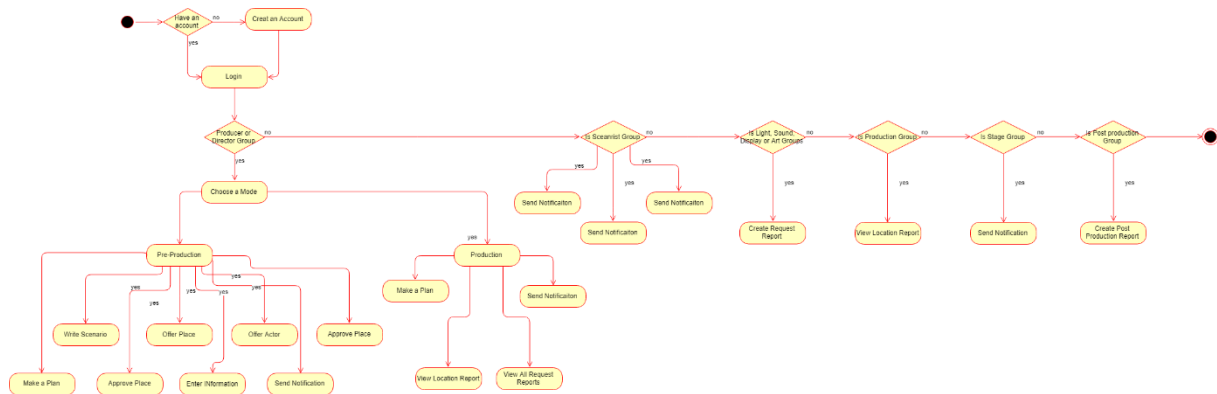 Have an
account
no
Creat an Account
yes
yes
Login
Producer or
Director Group
no
Is Sceanrist Group
no
Is Light, Sound,
Display or Art Groups
no
Is Production Group
no
Is Stage Group
no
Is Post production
Group
yes
yes
yes
yes
yes
yes
yes
yes
Choose a Mode
Send Notificaiton
Send Notificaiton
Send Notificaiton
Create Request
Report
View Location Report
Send Notification
Create Post
Production Report
yes
Pre-Production
Production
yes
yes
yes
yes
yes
Make a Plan
Send Notificaiton
Write Scenario
Offer Place
Offer Actor
Approve Place
Make a Plan
Approve Place
Enter INformation
Send Notification
View Location Report
View All Request
Reports